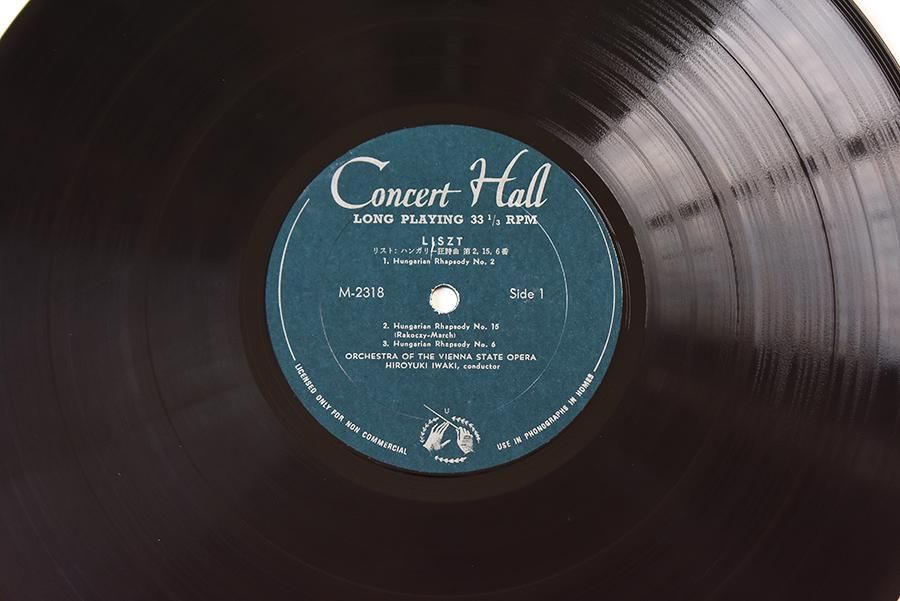 Concert Hall
LONG PLAYING 33 1/3 RPM
LISZT
リスト: ハンガリー狂詩曲 第2, 15, 6番
1. Hungarian Rhapsody No. 2
M-2318 Side 1
2. Hungarian Rhapsody No. 15
(Rakoczy-March)
3. Hungarian Rhapsody No. 6
ORCHESTRA OF THE VIENNA STATE OPERA
HIROYUKI IWAKI, conductor
U
LICENSED ONLY FOR NON COMMERCIAL USE IN PHONOGRAPHS IN HOMES